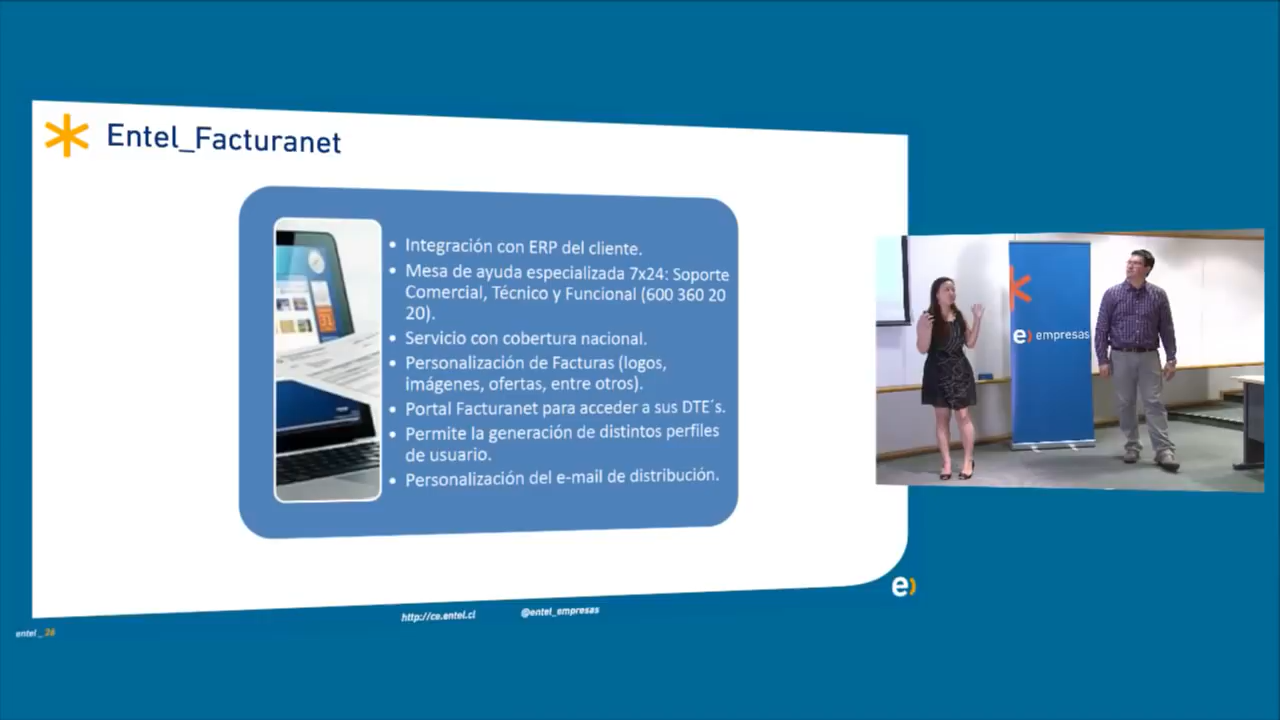 Entel_Facturanet
• Integración con ERP del cliente.
• Mesa de ayuda especializada 7x24: Soporte
Comercial, Técnico y Funcional (600 360 20
20).
• Servicio con cobertura nacional.
• Personalización de Facturas (logos,
imágenes, ofertas, entre otros).
• Portal Facturanet para acceder a sus DTE´s.
• Permite la generación de distintos perfiles
de usuario.
• Personalización del e-mail de distribución.
e) empresas
e)
http://ce.entel.cl
@entel_empresas
entel _ 26